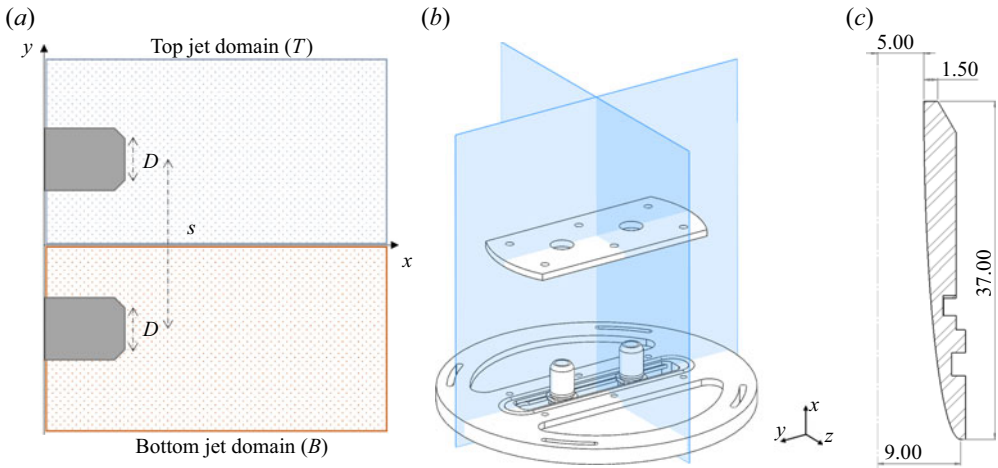 (a)
y
Top jet domain (T)
D
s
x
D
Bottom jet domain (B)
(b)
x
y
z
(c)
5.00
1.50
37.00
9.00